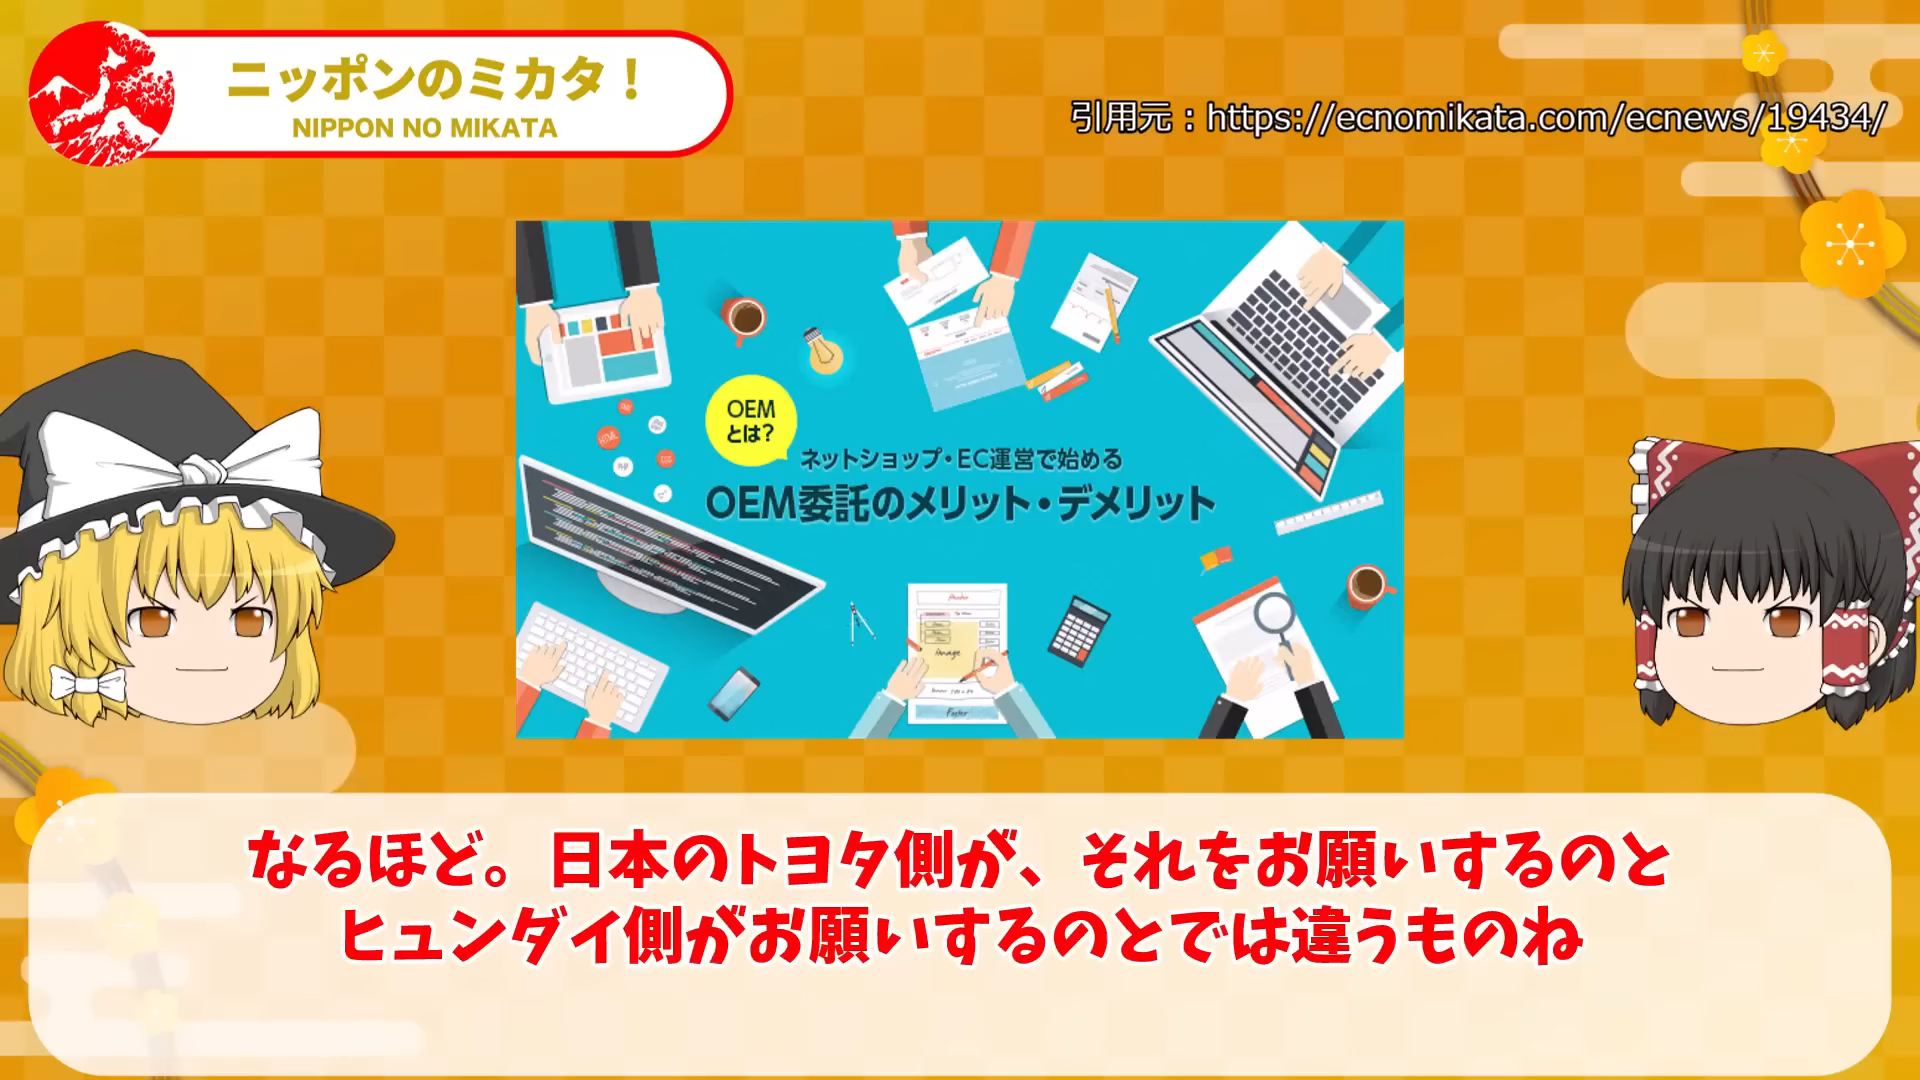 ニッポンのミカタ！
NIPPON NO MIKATA
引用元：https://ecnomikata.com/ecnews/19434/
OEM
とは？
ネットショップ・EC運営で始める
OEM委託のメリット・デメリット
HTML
Header
Image
Footer
なるほど。日本のトヨタ側が、それをお願いするのと
ヒュンダイ側がお願いするのとでは違うものね